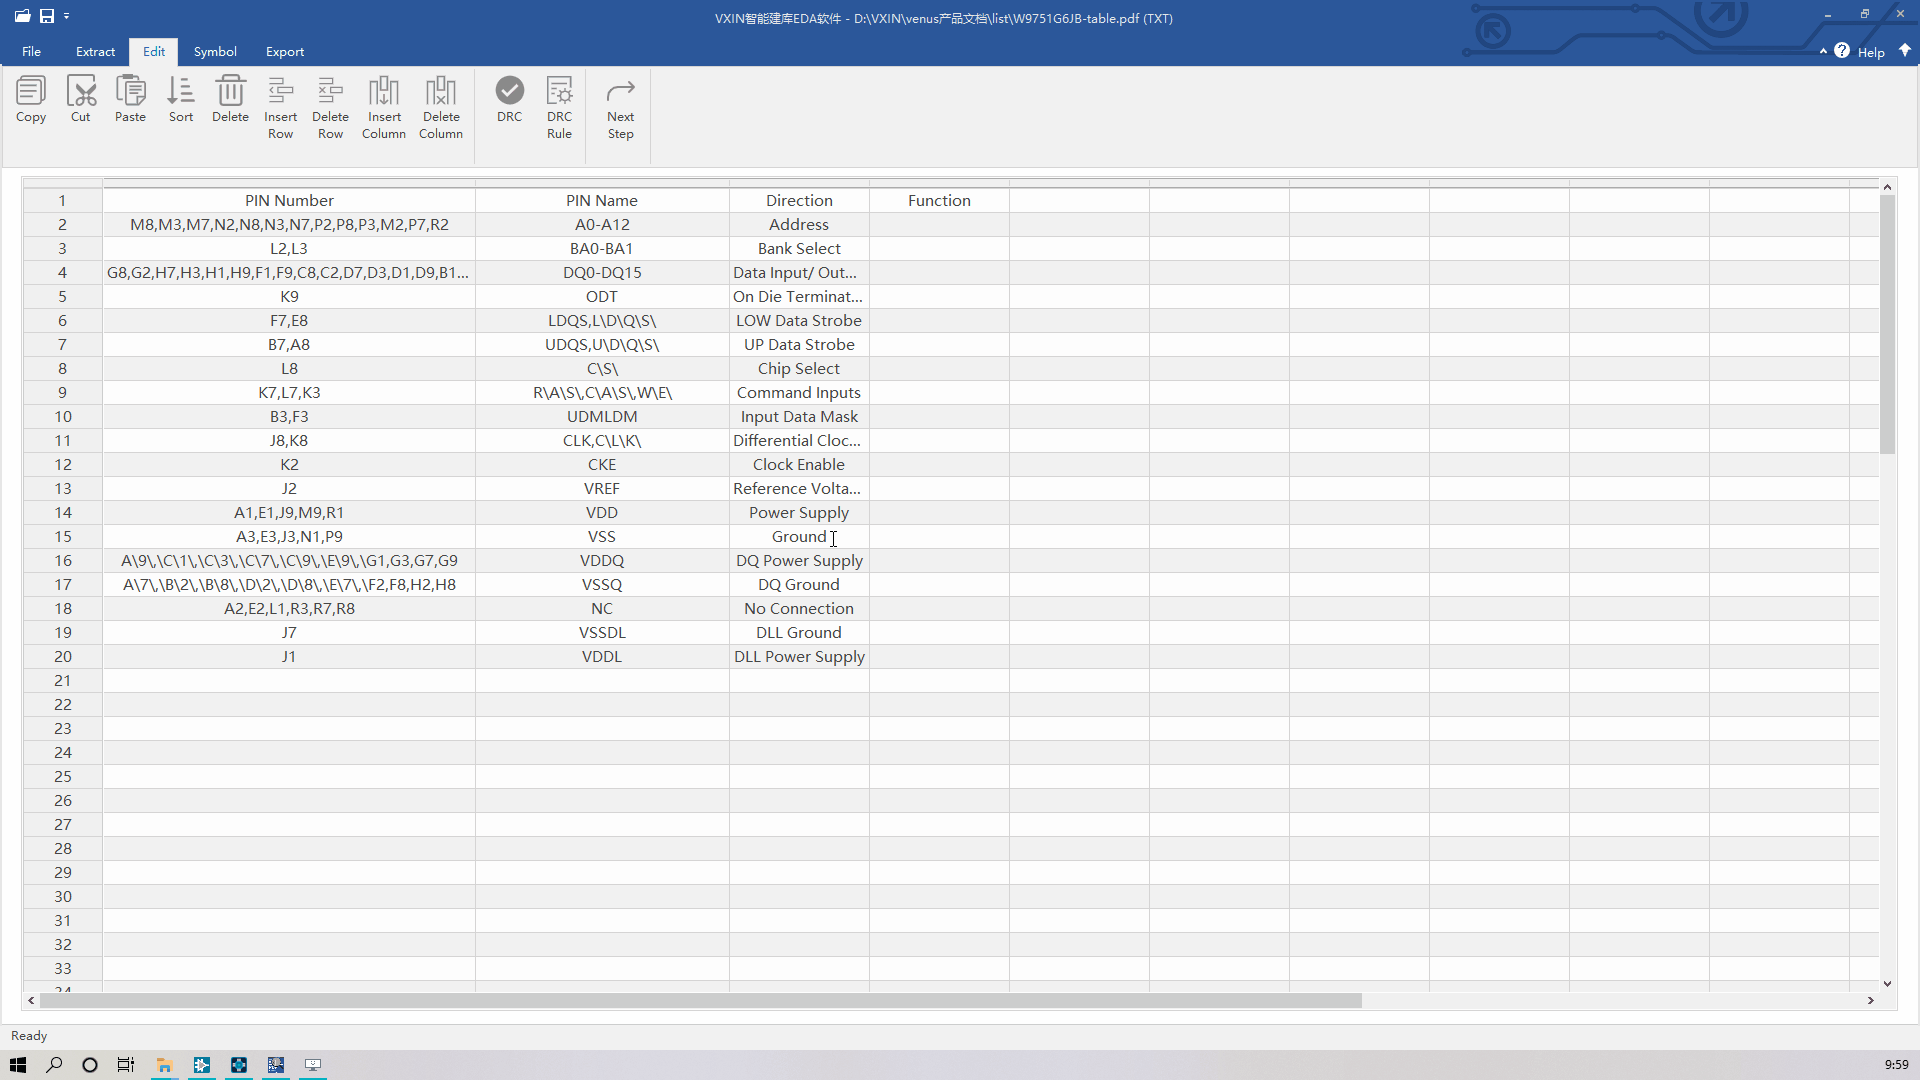 VXIN智能建库EDA软件 - D:\VXIN\venus产品文档\list\W9751G6JB-table.pdf (TXT)
File Extract Edit Symbol Export Help
Copy Cut Paste Sort Delete Insert Row Delete Row Insert Column Delete Column DRC DRC Rule Next Step
1 PIN Number PIN Name Direction Function
2 M8,M3,M7,N2,N8,N3,N7,P2,P8,P3,M2,P7,R2 A0-A12 Address
3 L2,L3 BA0-BA1 Bank Select
4 G8,G2,H7,H3,H1,H9,F1,F9,C8,C2,D7,D3,D1,D9,B1... DQ0-DQ15 Data Input/ Out...
5 K9 ODT On Die Terminat...
6 F7,E8 LDQS,L\D\Q\S\ LOW Data Strobe
7 B7,A8 UDQS,U\D\Q\S\ UP Data Strobe
8 L8 C\S\ Chip Select
9 K7,L7,K3 R\A\S\,C\A\S\,W\E\ Command Inputs
10 B3,F3 UDMLDM Input Data Mask
11 J8,K8 CLK,C\L\K\ Differential Cloc...
12 K2 CKE Clock Enable
13 J2 VREF Reference Volta...
14 A1,E1,J9,M9,R1 VDD Power Supply
15 A3,E3,J3,N1,P9 VSS Ground
16 A\9\,\C\1\,\C\3\,\C\7\,\C\9\,\E\9\,\G1,G3,G7,G9 VDDQ DQ Power Supply
17 A\7\,\B\2\,\B\8\,\D\2\,\D\8\,\E\7\,\F2,F8,H2,H8 VSSQ DQ Ground
18 A2,E2,L1,R3,R7,R8 NC No Connection
19 J7 VSSDL DLL Ground
20 J1 VDDL DLL Power Supply
21
22
23
24
25
26
27
28
29
30
31
32
33
34
Ready
9:59